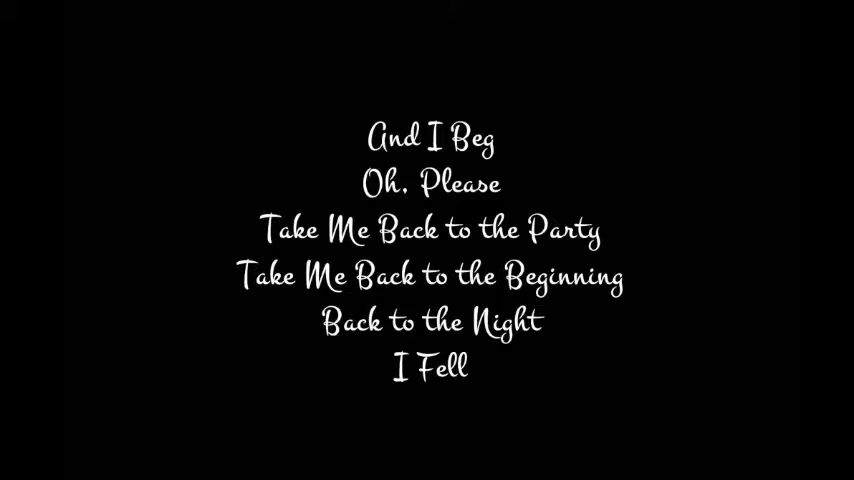 And I Beg
Oh, Please
Take Me Back to the Party
Take Me Back to the Beginning
Back to the Night
I Fell